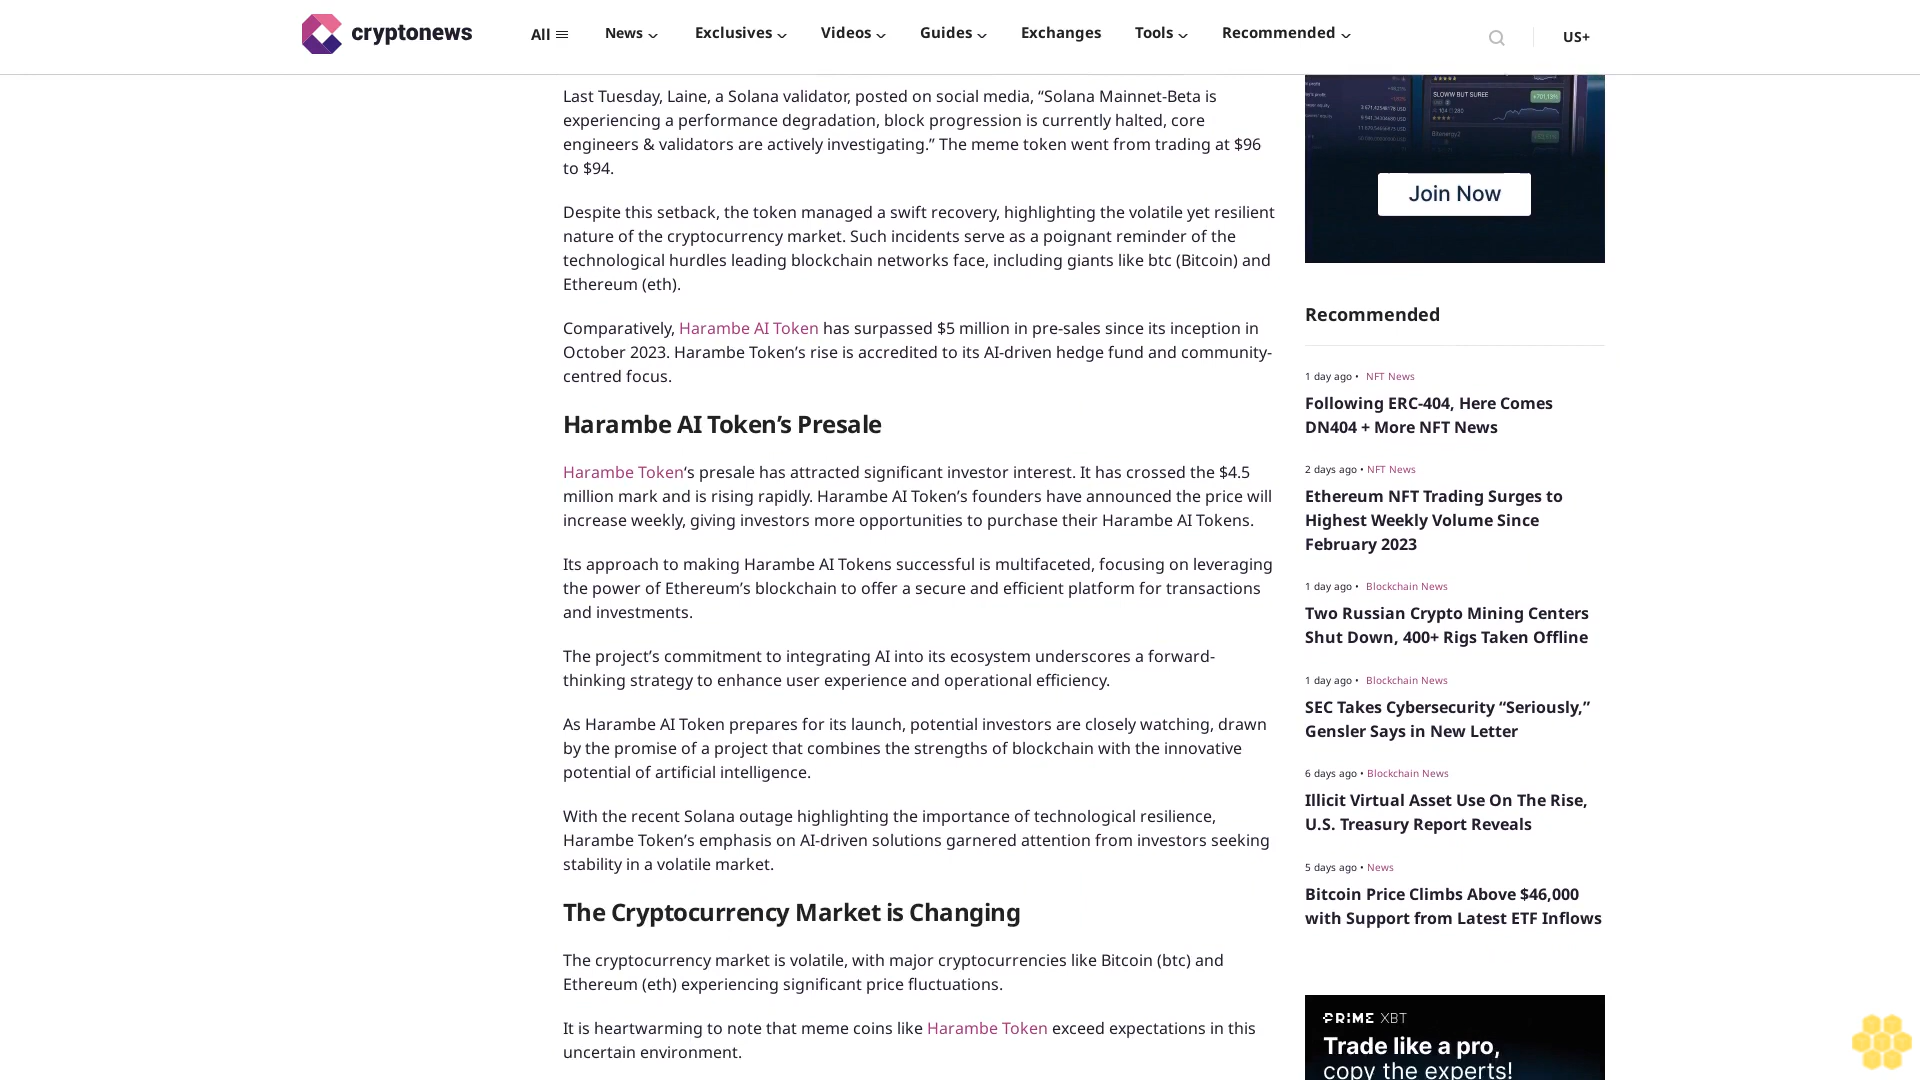 cryptonews
All
News
Exclusives
Videos
Guides
Exchanges
Tools
Recommended
US+
Last Tuesday, Laine, a Solana validator, posted on social media, “Solana Mainnet-Beta is
experiencing a performance degradation, block progression is currently halted, core
engineers & validators are actively investigating.” The meme token went from trading at $96
to $94.
Despite this setback, the token managed a swift recovery, highlighting the volatile yet resilient
nature of the cryptocurrency market. Such incidents serve as a poignant reminder of the
technological hurdles leading blockchain networks face, including giants like btc (Bitcoin) and
Ethereum (eth).
Comparatively, Harambe AI Token has surpassed $5 million in pre-sales since its inception in
October 2023. Harambe Token’s rise is accredited to its AI-driven hedge fund and community-
centred focus.
Harambe AI Token’s Presale
Harambe Token‘s presale has attracted significant investor interest. It has crossed the $4.5
million mark and is rising rapidly. Harambe AI Token’s founders have announced the price will
increase weekly, giving investors more opportunities to purchase their Harambe AI Tokens.
Its approach to making Harambe AI Tokens successful is multifaceted, focusing on leveraging
the power of Ethereum’s blockchain to offer a secure and efficient platform for transactions
and investments.
The project’s commitment to integrating AI into its ecosystem underscores a forward-
thinking strategy to enhance user experience and operational efficiency.
As Harambe AI Token prepares for its launch, potential investors are closely watching, drawn
by the promise of a project that combines the strengths of blockchain with the innovative
potential of artificial intelligence.
With the recent Solana outage highlighting the importance of technological resilience,
Harambe Token’s emphasis on AI-driven solutions garnered attention from investors seeking
stability in a volatile market.
The Cryptocurrency Market is Changing
The cryptocurrency market is volatile, with major cryptocurrencies like Bitcoin (btc) and
Ethereum (eth) experiencing significant price fluctuations.
It is heartwarming to note that meme coins like Harambe Token exceed expectations in this
uncertain environment.
SLOWW BUT SUREE
Join Now
Recommended
1 day ago • NFT News
Following ERC-404, Here Comes
DN404 + More NFT News
2 days ago • NFT News
Ethereum NFT Trading Surges to
Highest Weekly Volume Since
February 2023
1 day ago • Blockchain News
Two Russian Crypto Mining Centers
Shut Down, 400+ Rigs Taken Offline
1 day ago • Blockchain News
SEC Takes Cybersecurity “Seriously,”
Gensler Says in New Letter
6 days ago • Blockchain News
Illicit Virtual Asset Use On The Rise,
U.S. Treasury Report Reveals
5 days ago • News
Bitcoin Price Climbs Above $46,000
with Support from Latest ETF Inflows
PRIME XBT
Trade like a pro,
copy the experts!